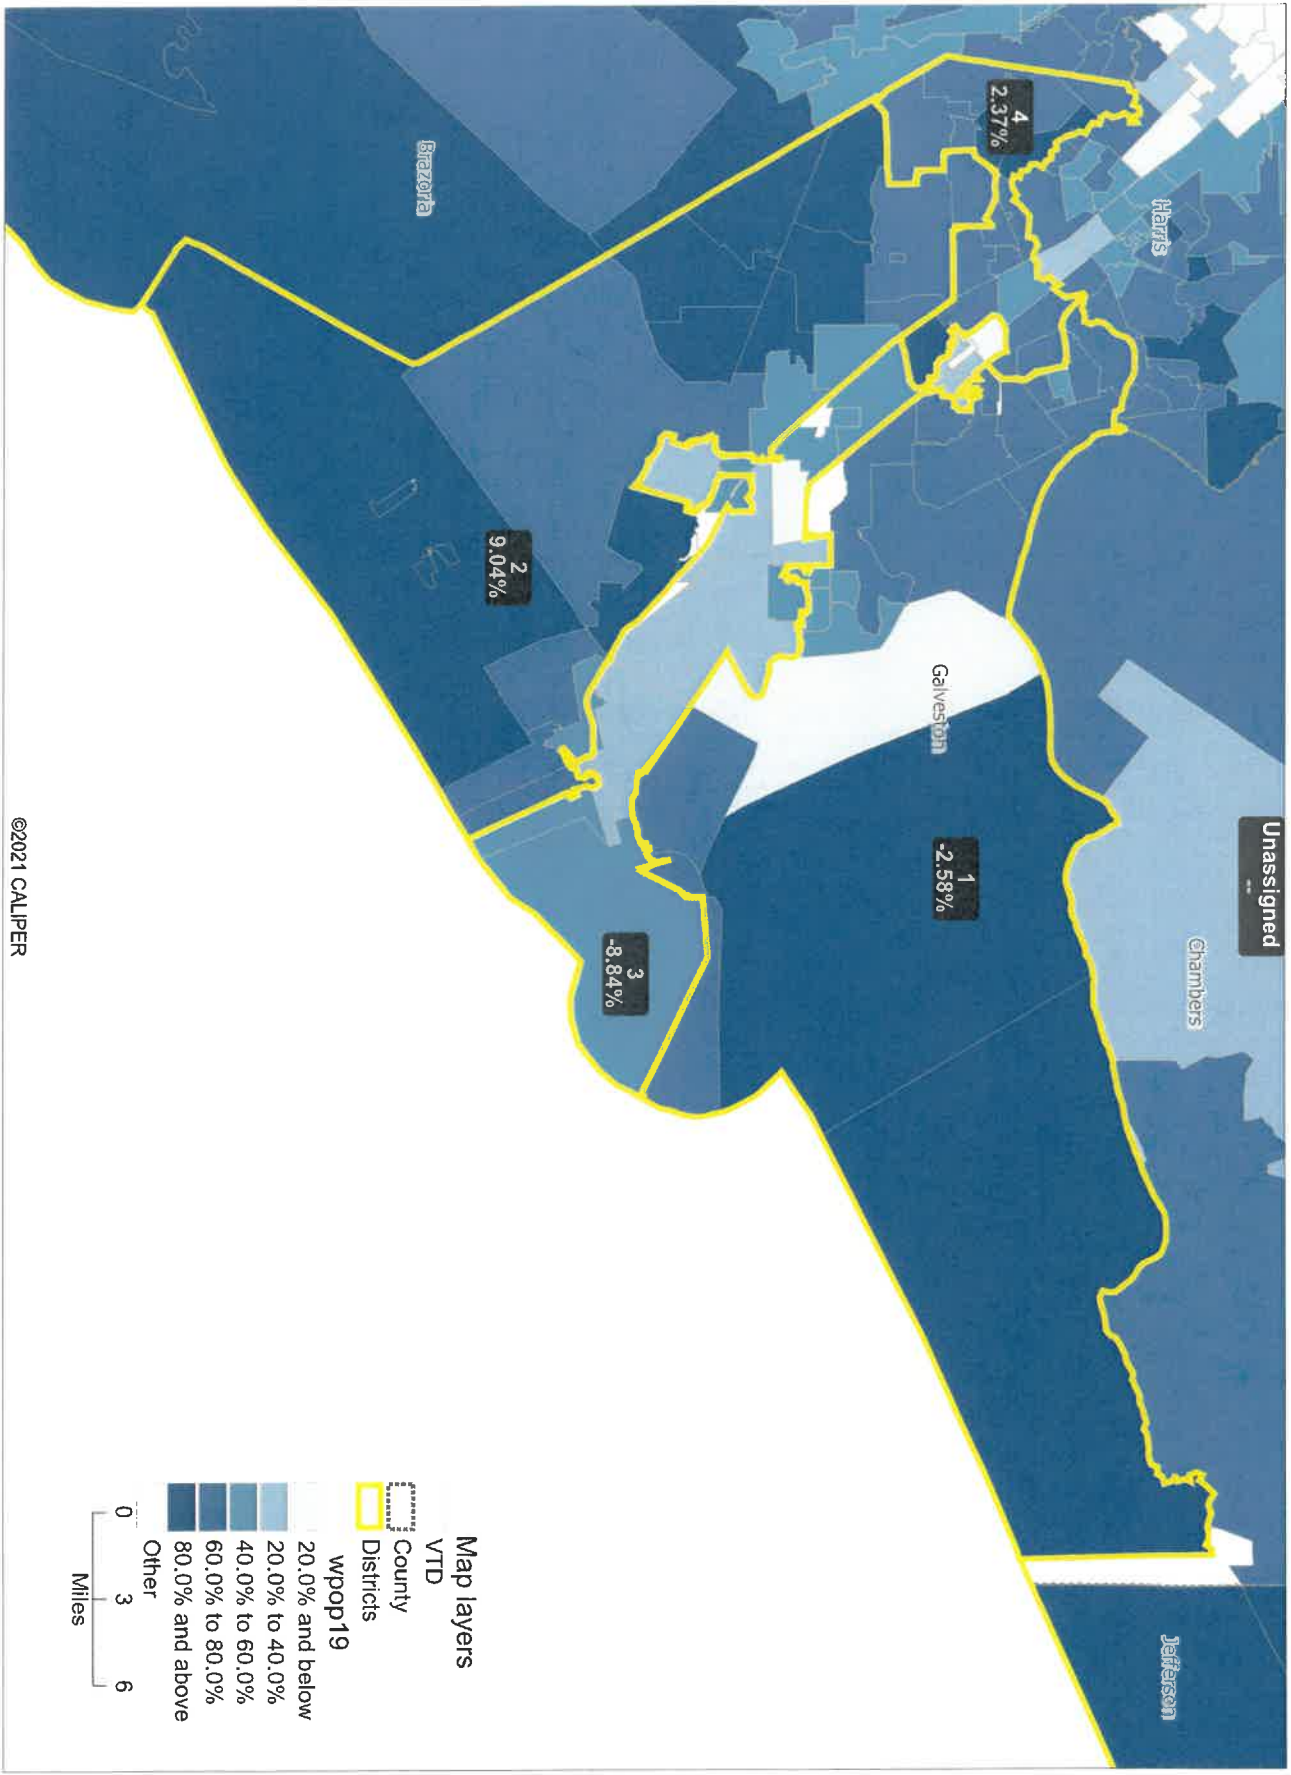 Harris
4
2.37%
Brazoria
Unassigned
--
Chambers
Galveston
1
-2.58%
2
9.04%
3
-8.84%
Jefferson
Map layers
VTD
County
Districts
wpop19
20.0% and below
20.0% to 40.0%
40.0% to 60.0%
60.0% to 80.0%
80.0% and above
Other
0 3 6
Miles
©2021 CALIPER